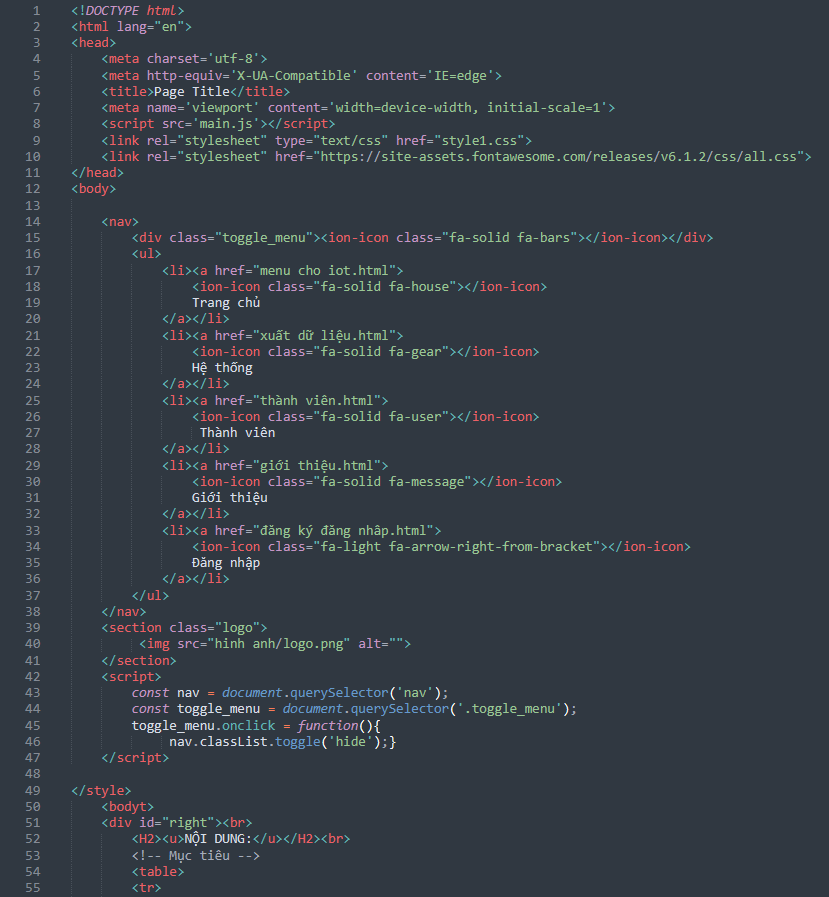 1 <!DOCTYPE html>
2 <html lang="en">
3 <head>
4     <meta charset='utf-8'>
5     <meta http-equiv='X-UA-Compatible' content='IE=edge'>
6     <title>Page Title</title>
7     <meta name='viewport' content='width=device-width, initial-scale=1'>
8     <script src='main.js'></script>
9     <link rel="stylesheet" type="text/css" href="style1.css">
10     <link rel="stylesheet" href="https://site-assets.fontawesome.com/releases/v6.1.2/css/all.css">
11 </head>
12 <body>
13
14     <nav>
15         <div class="toggle_menu"><ion-icon class="fa-solid fa-bars"></ion-icon></div>
16         <ul>
17             <li><a href="menu cho iot.html">
18                 <ion-icon class="fa-solid fa-house"></ion-icon>
19                 Trang chủ
20             </a></li>
21             <li><a href="xuất dữ liệu.html">
22                 <ion-icon class="fa-solid fa-gear"></ion-icon>
23                 Hệ thống
24             </a></li>
25             <li><a href="thành viên.html">
26                 <ion-icon class="fa-solid fa-user"></ion-icon>
27                  Thành viên
28             </a></li>
29             <li><a href="giới thiệu.html">
30                 <ion-icon class="fa-solid fa-message"></ion-icon>
31                 Giới thiệu
32             </a></li>
33             <li><a href="đăng ký đăng nhâp.html">
34                 <ion-icon class="fa-light fa-arrow-right-from-bracket"></ion-icon>
35                 Đăng nhập
36             </a></li>
37         </ul>
38     </nav>
39     <section class="logo">
40          <img src="hinh anh/logo.png" alt="">
41     </section>
42     <script>
43         const nav = document.querySelector('nav');
44         const toggle_menu = document.querySelector('.toggle_menu');
45         toggle_menu.onclick = function(){
46              nav.classList.toggle('hide');}
47     </script>
48
49 </style>
50     <bodyt>
51     <div id="right"><br>
52         <H2><u>NỘI DUNG:</u></H2><br>
53         <!-- Mục tiêu -->
54         <table>
55         <tr>